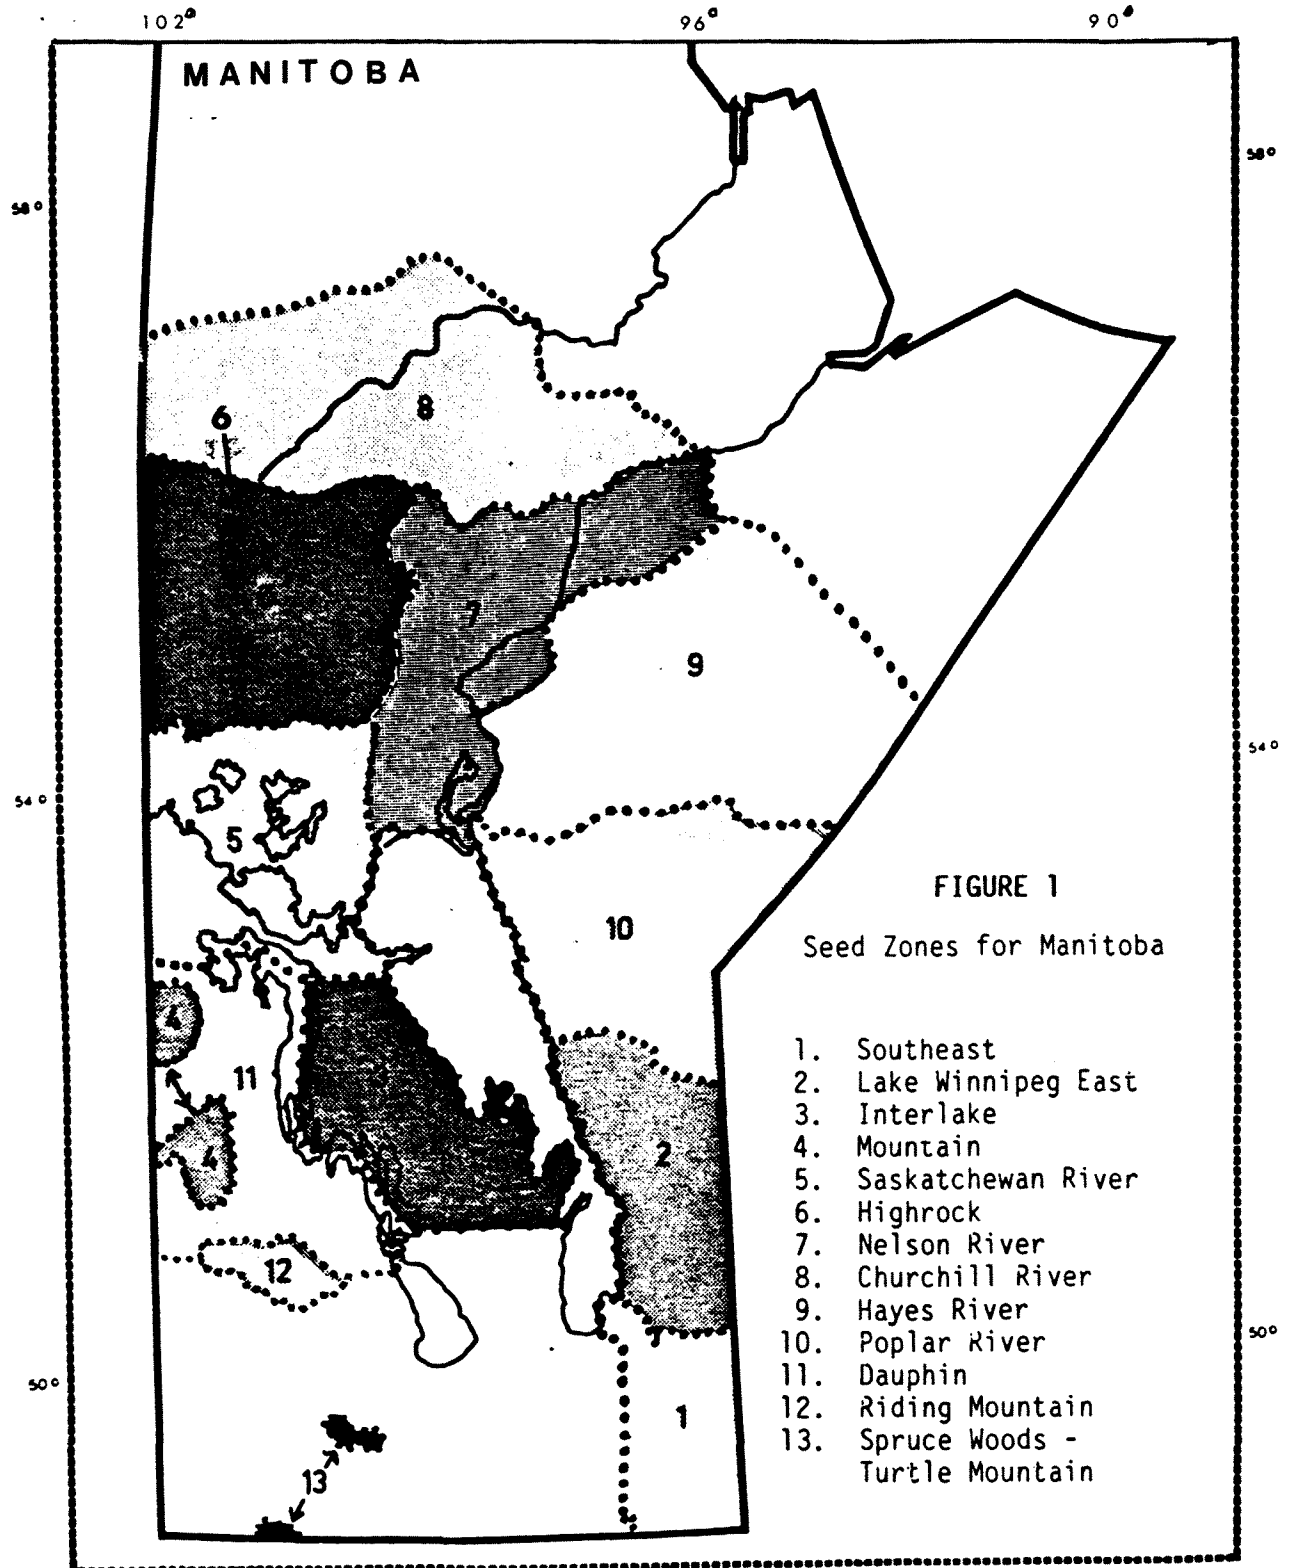 102° 96° 90°
MANITOBA
58°
58°
8
6
7
9
54°
54°
5
FIGURE 1
10
Seed Zones for Manitoba
4
1. Southeast
11
2. Lake Winnipeg East
3. Interlake
4. Mountain
2
4
5. Saskatchewan River
6. Highrock
7. Nelson River
12
8. Churchill River
9. Hayes River
10. Poplar River
50°
11. Dauphin
50°
12. Riding Mountain
1
13. Spruce Woods -
Turtle Mountain
13